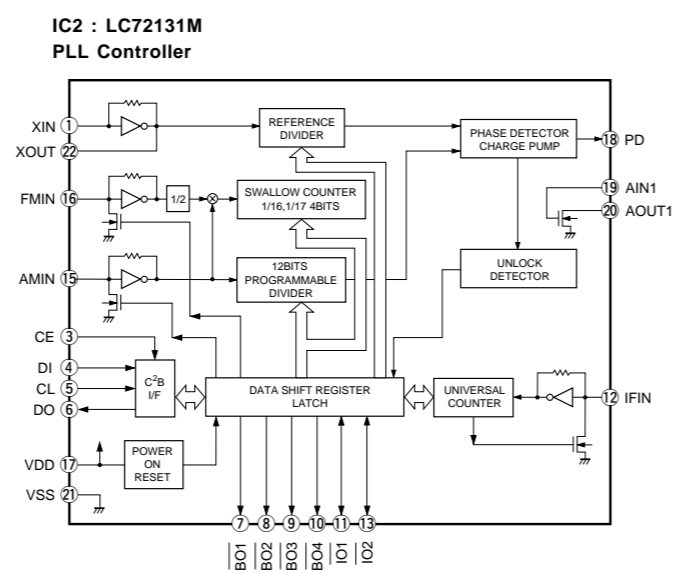 IC2 : LC72131M
PLL Controller
XIN 1
XOUT 22
FMIN 16
AMIN 15
CE 3
DI 4
CL 5
DO 6
VDD 17
VSS 21
REFERENCE
DIVIDER
PHASE DETECTOR
CHARGE PUMP
18 PD
19 AIN1
20 AOUT1
1/2
SWALLOW COUNTER
1/16,1/17 4BITS
12BITS
PROGRAMMABLE
DIVIDER
UNLOCK
DETECTOR
C²B
I/F
DATA SHIFT REGISTER
LATCH
UNIVERSAL
COUNTER
12 IFIN
POWER
ON
RESET
7 8 9 10 11 13
BO1 BO2 BO3 BO4 IO1 IO2